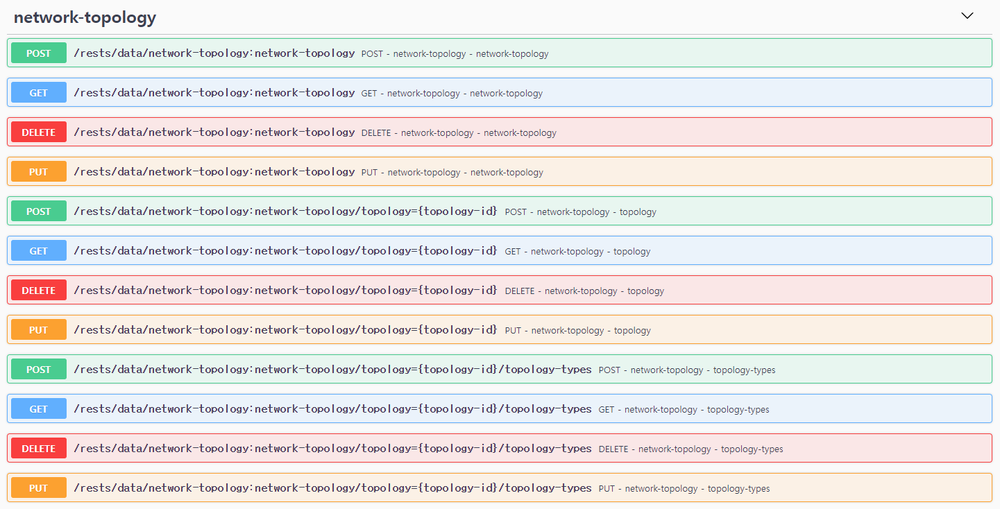 network-topology
POST /rests/data/network-topology:network-topology POST - network-topology - network-topology
GET /rests/data/network-topology:network-topology GET - network-topology - network-topology
DELETE /rests/data/network-topology:network-topology DELETE - network-topology - network-topology
PUT /rests/data/network-topology:network-topology PUT - network-topology - network-topology
POST /rests/data/network-topology:network-topology/topology={topology-id} POST - network-topology - topology
GET /rests/data/network-topology:network-topology/topology={topology-id} GET - network-topology - topology
DELETE /rests/data/network-topology:network-topology/topology={topology-id} DELETE - network-topology - topology
PUT /rests/data/network-topology:network-topology/topology={topology-id} PUT - network-topology - topology
POST /rests/data/network-topology:network-topology/topology={topology-id}/topology-types POST - network-topology - topology-types
GET /rests/data/network-topology:network-topology/topology={topology-id}/topology-types GET - network-topology - topology-types
DELETE /rests/data/network-topology:network-topology/topology={topology-id}/topology-types DELETE - network-topology - topology-types
PUT /rests/data/network-topology:network-topology/topology={topology-id}/topology-types PUT - network-topology - topology-types